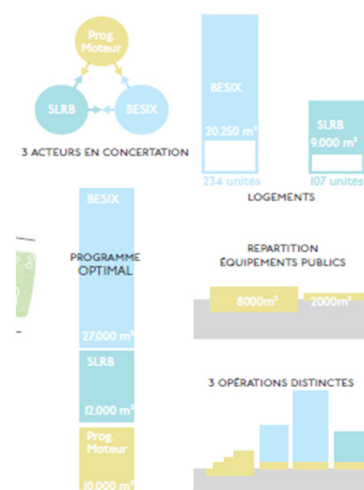 Prog.
Moteur
SLRB
BESIX
3 ACTEURS EN CONCERTATION
BESIX
20.250 m²
234 unités
SLRB
9.000 m²
107 unités
LOGEMENTS
BESIX
PROGRAMME
OPTIMAL
27.000 m²
SLRB
12.000 m²
Prog.
Moteur
10.000 m²
REPARTITION
ÉQUIPEMENTS PUBLICS
8000m²
2000m²
3 OPÉRATIONS DISTINCTES